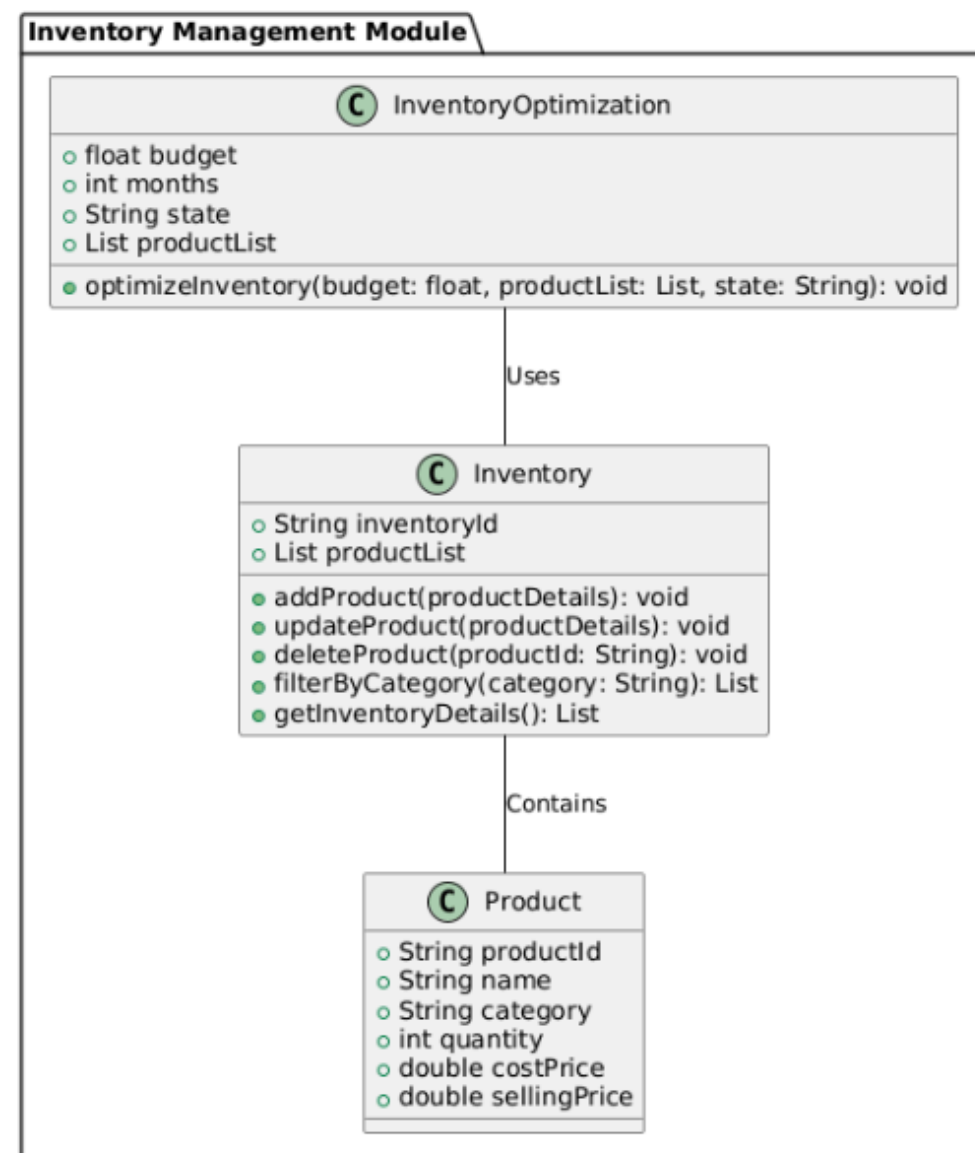 Inventory Management Module
C InventoryOptimization
float budget
int months
String state
List productList
optimizeInventory(budget: float, productList: List, state: String): void
Uses
C Inventory
String inventoryId
List productList
addProduct(productDetails): void
updateProduct(productDetails): void
deleteProduct(productId: String): void
filterByCategory(category: String): List
getInventoryDetails(): List
Contains
C Product
String productId
String name
String category
int quantity
double costPrice
double sellingPrice